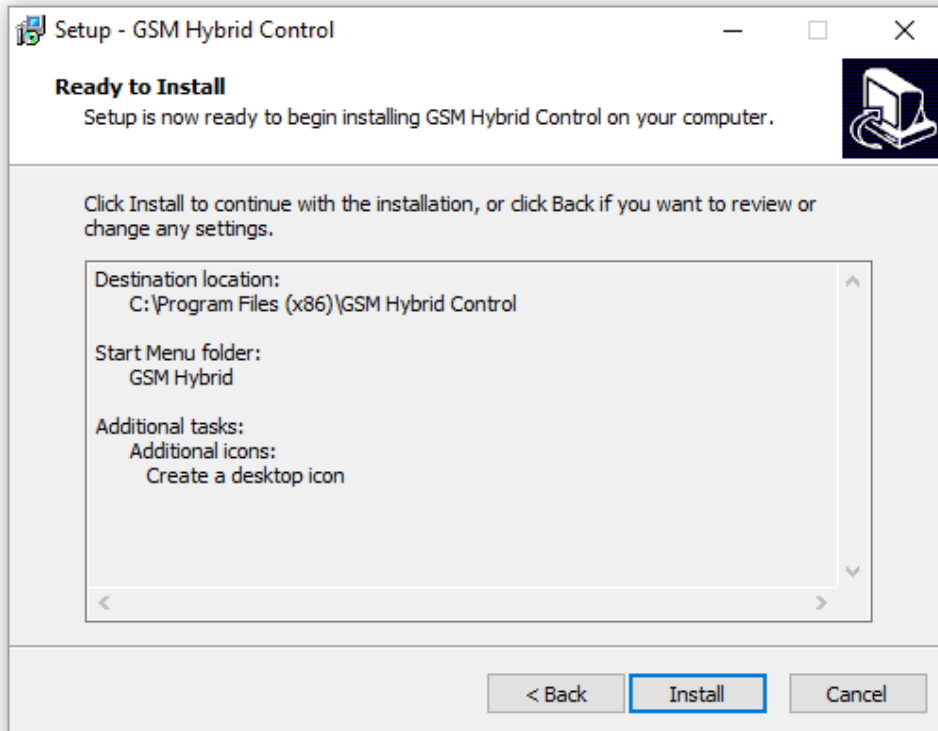 Setup - GSM Hybrid Control
Ready to Install
Setup is now ready to begin installing GSM Hybrid Control on your computer.
Click Install to continue with the installation, or click Back if you want to review or
change any settings.
Destination location:
C:\Program Files (x86)\GSM Hybrid Control
Start Menu folder:
GSM Hybrid
Additional tasks:
Additional icons:
Create a desktop icon
< Back Install Cancel